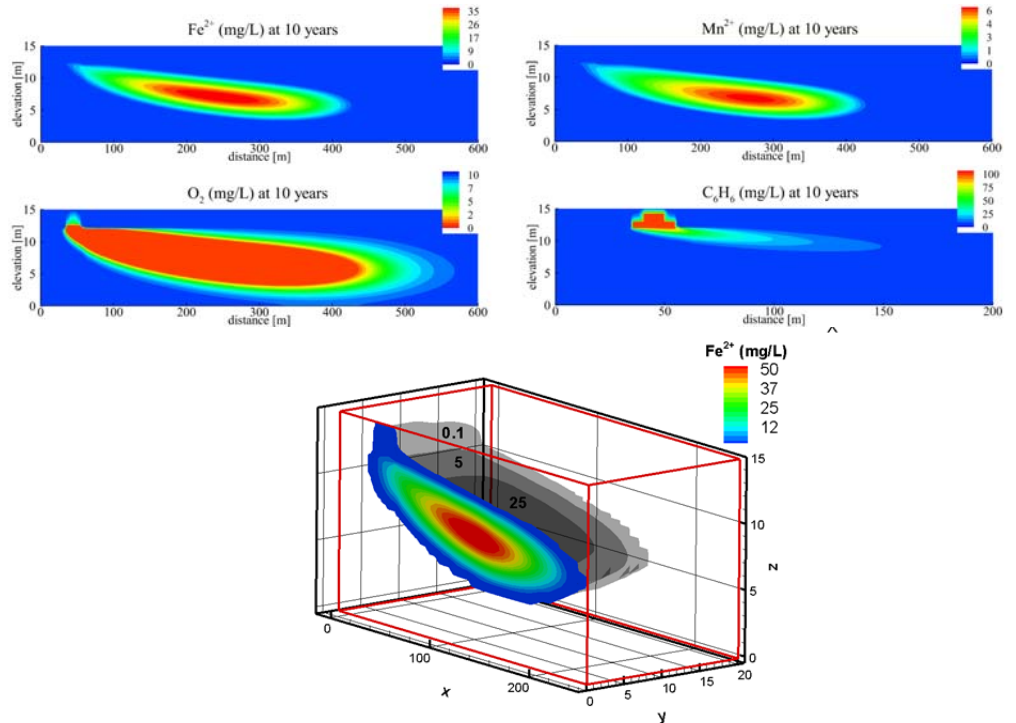 Fe²⁺ (mg/L) at 10 years
35
26
17
9
0
elevation [m]
15
10
5
0
0 100 200 300 400 500 600
distance [m]
Mn²⁺ (mg/L) at 10 years
6
4
3
1
0
elevation [m]
15
10
5
0
0 100 200 300 400 500 600
distance [m]
O₂ (mg/L) at 10 years
10
7
5
2
0
elevation [m]
15
10
5
0
0 100 200 300 400 500 600
distance [m]
C₆H₆ (mg/L) at 10 years
100
75
50
25
0
elevation [m]
15
10
5
0
0 50 100 150 200
distance [m]
^
Fe²⁺ (mg/L)
50
37
25
12
0.1
5
25
15
10
5
0
z
0
100
200
x
0 5 10 15 20
y